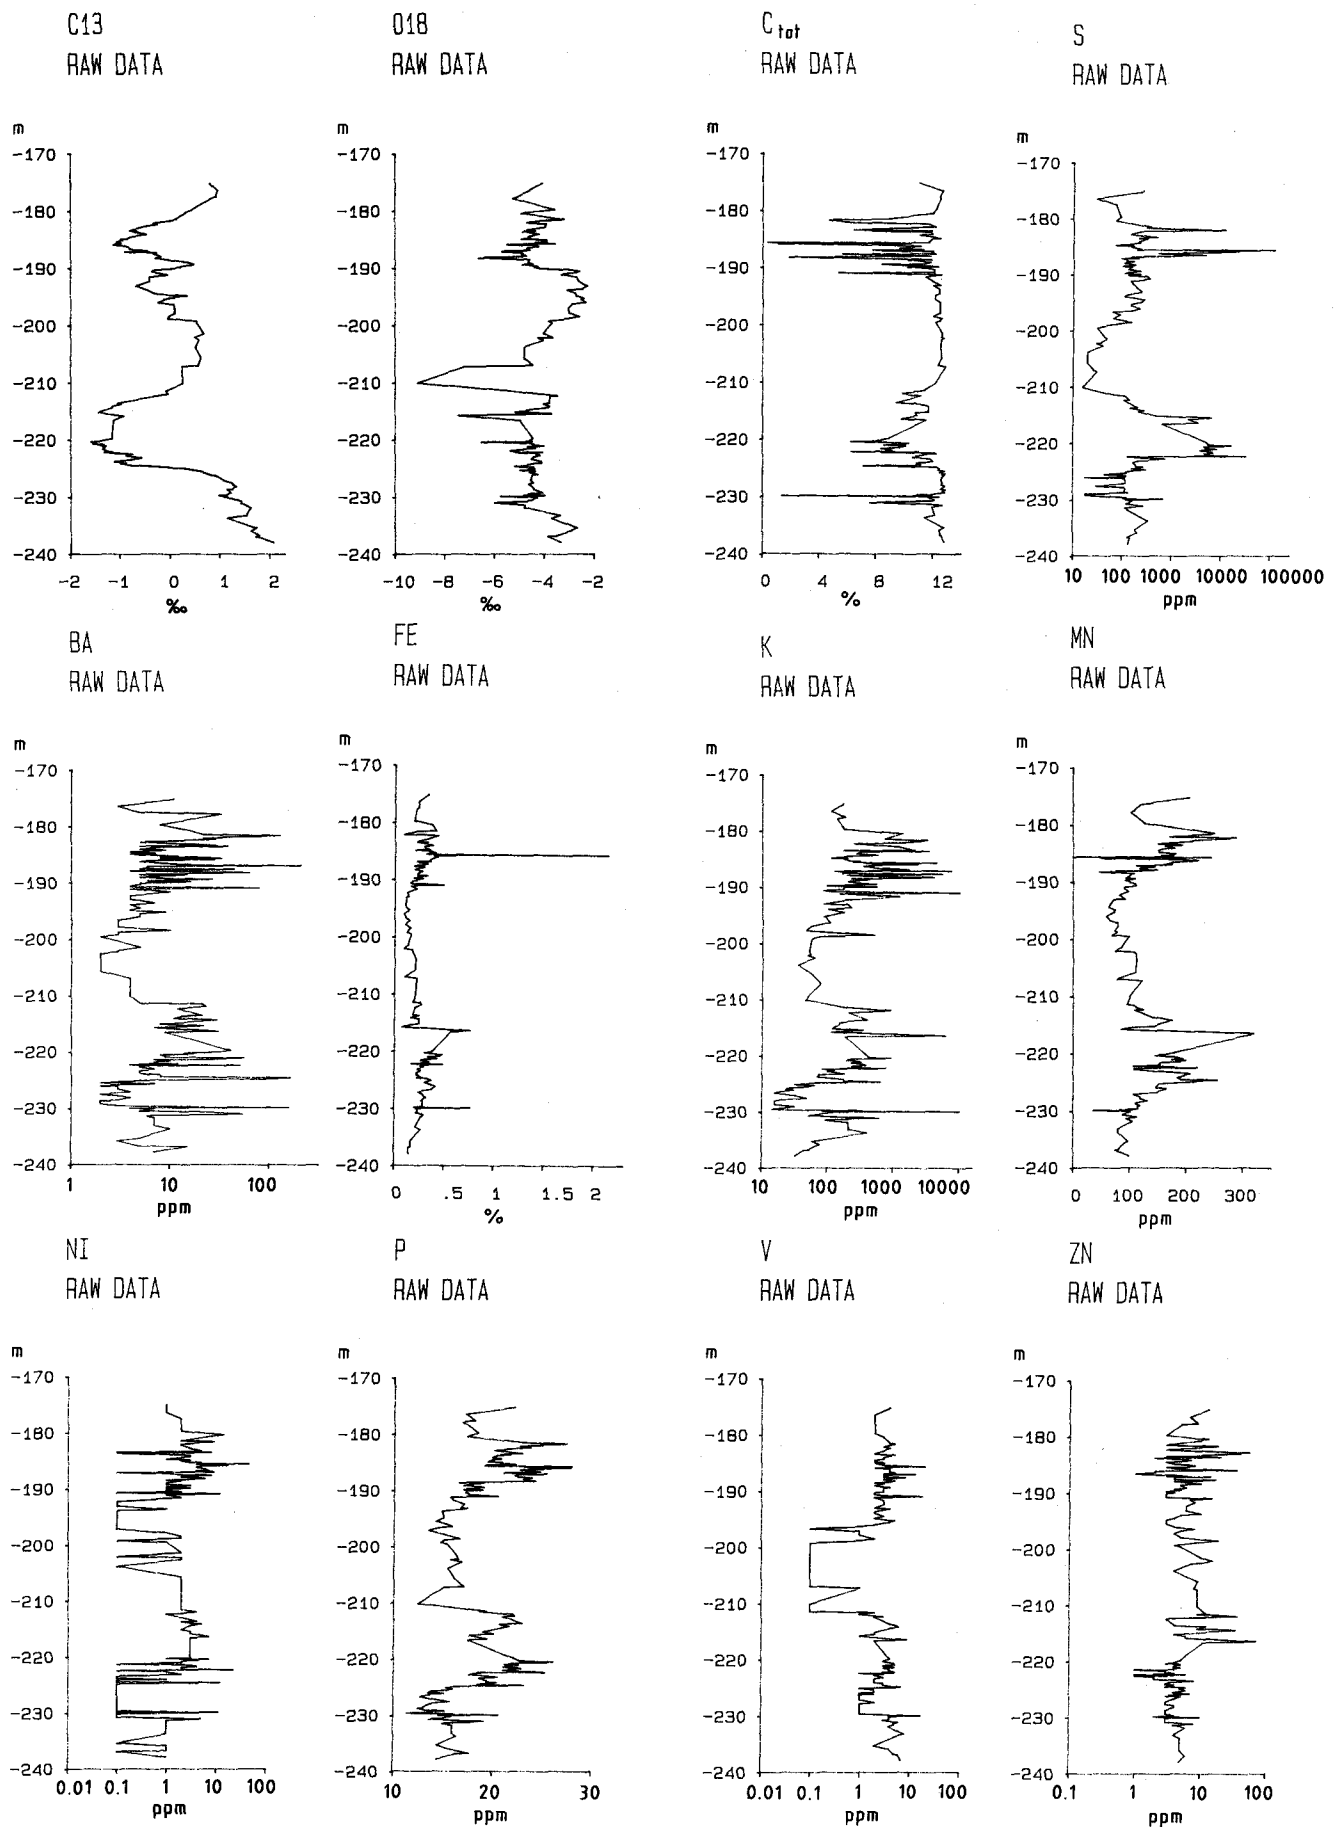 C13
RAW DATA
m
-170
-180
-190
-200
-210
-220
-230
-240
-2 -1 0 1 2
‰
O18
RAW DATA
m
-170
-180
-190
-200
-210
-220
-230
-240
-10 -8 -6 -4 -2
‰
C tot
RAW DATA
m
-170
-180
-190
-200
-210
-220
-230
-240
0 4 8 12
%
S
RAW DATA
m
-170
-180
-190
-200
-210
-220
-230
-240
10 100 1000 10000 100000
ppm
BA
RAW DATA
m
-170
-180
-190
-200
-210
-220
-230
-240
1 10 100
ppm
FE
RAW DATA
m
-170
-180
-190
-200
-210
-220
-230
-240
0 .5 1 1.5 2
%
K
RAW DATA
m
-170
-180
-190
-200
-210
-220
-230
-240
10 100 1000 10000
ppm
MN
RAW DATA
m
-170
-180
-190
-200
-210
-220
-230
-240
0 100 200 300
ppm
NI
RAW DATA
m
-170
-180
-190
-200
-210
-220
-230
-240
0.01 0.1 1 10 100
ppm
P
RAW DATA
m
-170
-180
-190
-200
-210
-220
-230
-240
10 20 30
ppm
V
RAW DATA
m
-170
-180
-190
-200
-210
-220
-230
-240
0.01 0.1 1 10 100
ppm
ZN
RAW DATA
m
-170
-180
-190
-200
-210
-220
-230
-240
0.1 1 10 100
ppm